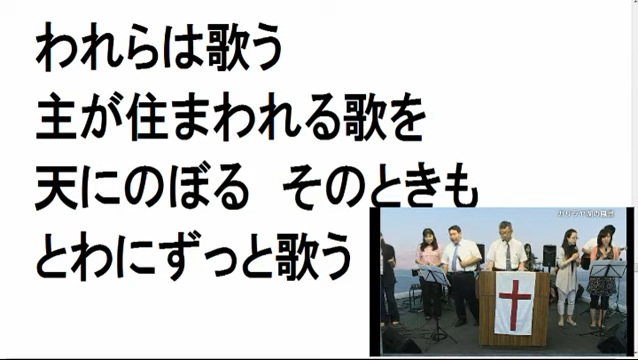 われらは歌う
主が住まわれる歌を
天にのぼる　そのときも
とわにずっと歌う